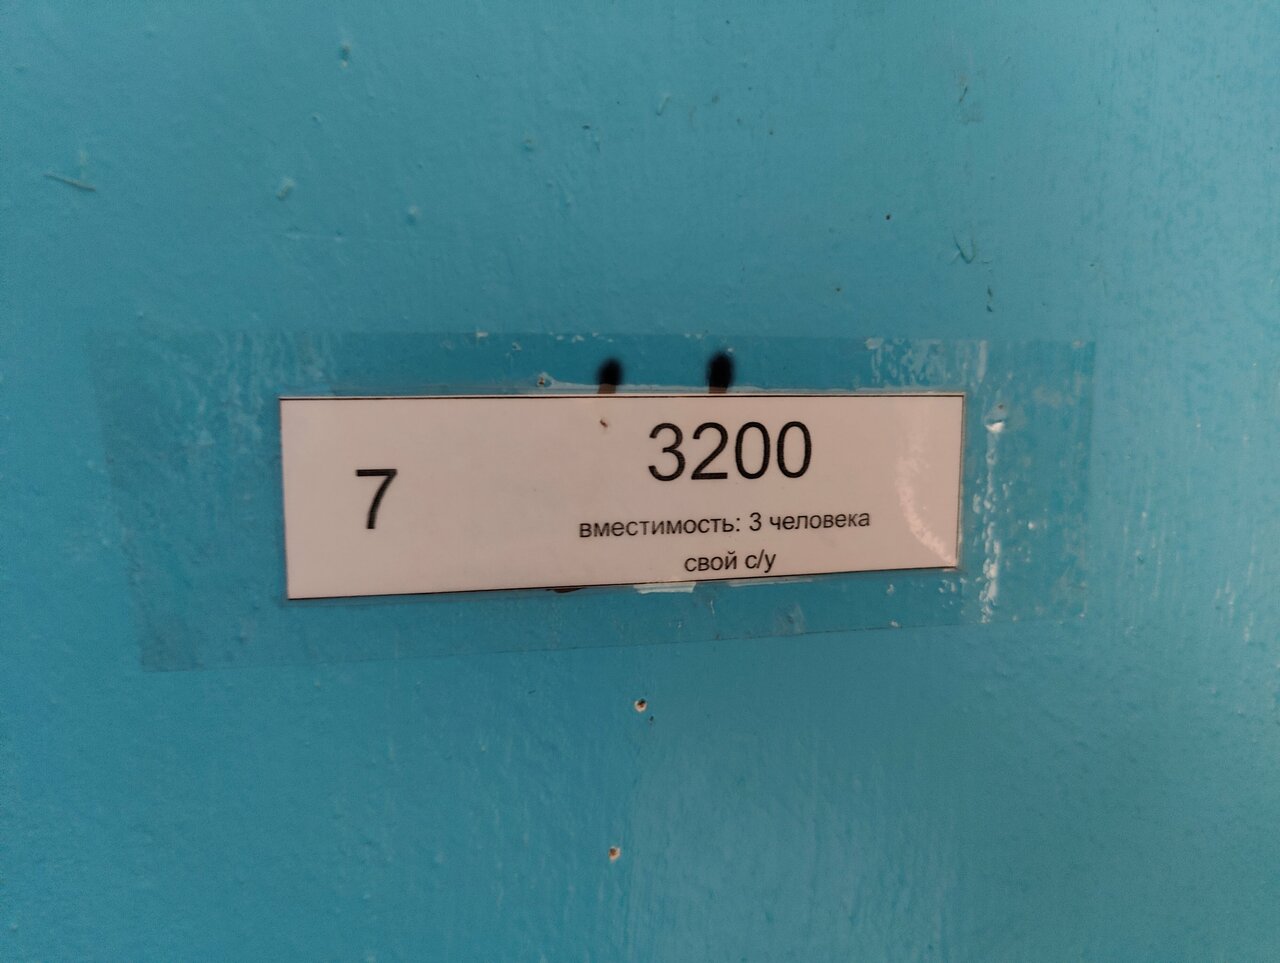 7
3200
вместимость: 3 человека
свой с/у